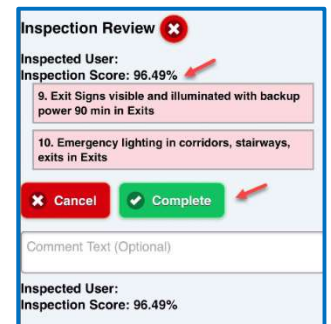 Inspection Review
Inspected User:
Inspection Score: 96.49%
9. Exit Signs visible and illuminated with backup
power 90 min in Exits
10. Emergency lighting in corridors, stairways,
exits in Exits
Cancel
Complete
Comment Text (Optional)
Inspected User:
Inspection Score: 96.49%